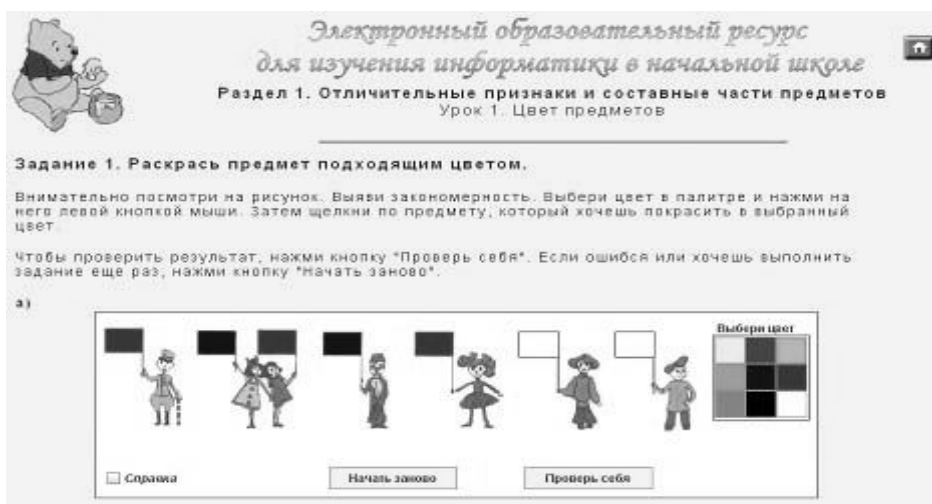 Электронный образовательный ресурс
для изучения информатики в начальной школе
Раздел 1. Отличительные признаки и составные части предметов
Урок 1. Цвет предметов
Задание 1. Раскрась предмет подходящим цветом.
Внимательно посмотри на рисунок. Выяви закономерность. Выбери цвет в палитре и нажми на
него левой кнопкой мыши. Затем щелкни по предмету, который хочешь покрасить в выбранный
цвет.
Чтобы проверить результат, нажми кнопку "Проверь себя". Если ошибся или хочешь выполнить
задание еще раз, нажми кнопку "Начать заново".
а)
Выбери цвет
Справка
Начать заново
Проверь себя